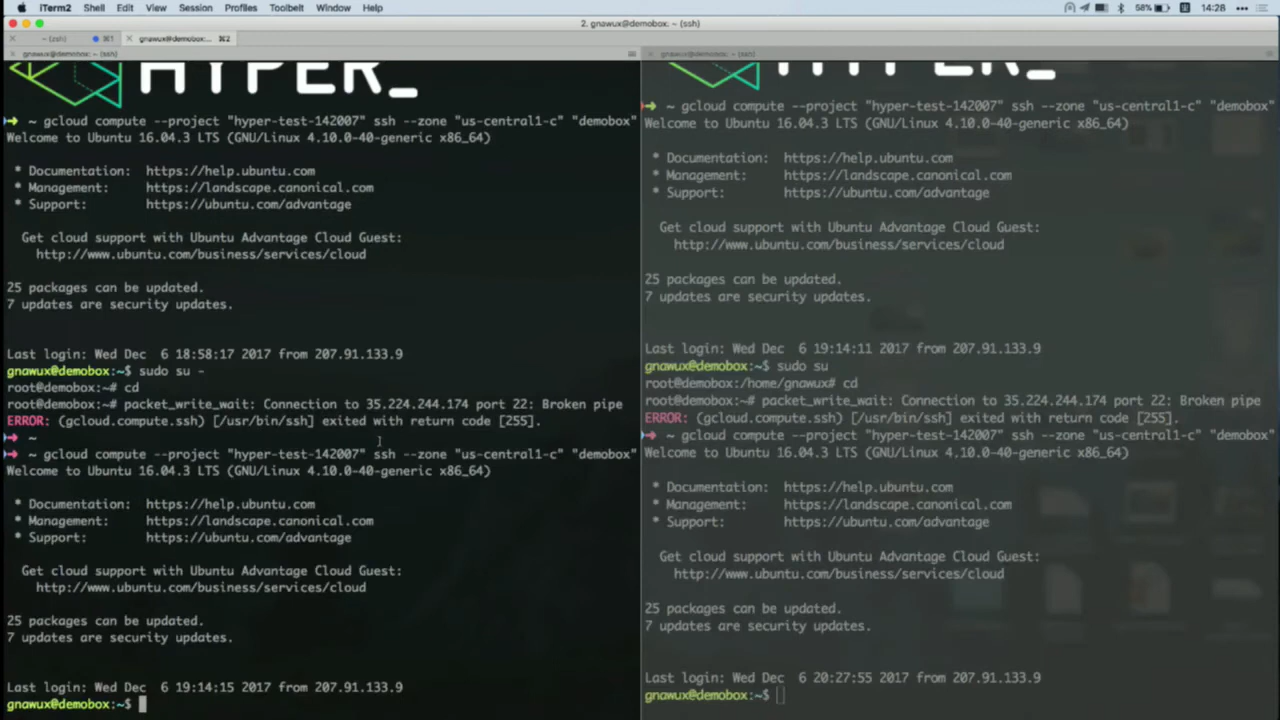 iTerm2 Shell Edit View Session Profiles Toolbelt Window Help 58% 14:28
2. gnawux@demobox: ~ (ssh)
~ (ssh) ⌘1 gnawux@demobox:... ⌘2
gnawux@demobox: ~ (ssh)
HYPER_
➜ ~ gcloud compute --project "hyper-test-142007" ssh --zone "us-central1-c" "demobox"
Welcome to Ubuntu 16.04.3 LTS (GNU/Linux 4.10.0-40-generic x86_64)
* Documentation: https://help.ubuntu.com
* Management: https://landscape.canonical.com
* Support: https://ubuntu.com/advantage
Get cloud support with Ubuntu Advantage Cloud Guest:
http://www.ubuntu.com/business/services/cloud
25 packages can be updated.
7 updates are security updates.
Last login: Wed Dec 6 18:58:17 2017 from 207.91.133.9
gnawux@demobox:~$ sudo su -
root@demobox:~# cd
root@demobox:~# packet_write_wait: Connection to 35.224.244.174 port 22: Broken pipe
ERROR: (gcloud.compute.ssh) [/usr/bin/ssh] exited with return code [255].
➜ ~
➜ ~ gcloud compute --project "hyper-test-142007" ssh --zone "us-central1-c" "demobox"
Welcome to Ubuntu 16.04.3 LTS (GNU/Linux 4.10.0-40-generic x86_64)
* Documentation: https://help.ubuntu.com
* Management: https://landscape.canonical.com
* Support: https://ubuntu.com/advantage
Get cloud support with Ubuntu Advantage Cloud Guest:
http://www.ubuntu.com/business/services/cloud
25 packages can be updated.
7 updates are security updates.
Last login: Wed Dec 6 19:14:15 2017 from 207.91.133.9
gnawux@demobox:~$
gnawux@demobox: ~ (ssh)
HYPER_
➜ ~ gcloud compute --project "hyper-test-142007" ssh --zone "us-central1-c" "demobox"
Welcome to Ubuntu 16.04.3 LTS (GNU/Linux 4.10.0-40-generic x86_64)
* Documentation: https://help.ubuntu.com
* Management: https://landscape.canonical.com
* Support: https://ubuntu.com/advantage
Get cloud support with Ubuntu Advantage Cloud Guest:
http://www.ubuntu.com/business/services/cloud
25 packages can be updated.
7 updates are security updates.
Last login: Wed Dec 6 19:14:11 2017 from 207.91.133.9
gnawux@demobox:~$ sudo su
root@demobox:/home/gnawux# cd
root@demobox:~# packet_write_wait: Connection to 35.224.244.174 port 22: Broken pipe
ERROR: (gcloud.compute.ssh) [/usr/bin/ssh] exited with return code [255].
➜ ~ gcloud compute --project "hyper-test-142007" ssh --zone "us-central1-c" "demobox"
Welcome to Ubuntu 16.04.3 LTS (GNU/Linux 4.10.0-40-generic x86_64)
* Documentation: https://help.ubuntu.com
* Management: https://landscape.canonical.com
* Support: https://ubuntu.com/advantage
Get cloud support with Ubuntu Advantage Cloud Guest:
http://www.ubuntu.com/business/services/cloud
25 packages can be updated.
7 updates are security updates.
Last login: Wed Dec 6 20:27:55 2017 from 207.91.133.9
gnawux@demobox:~$